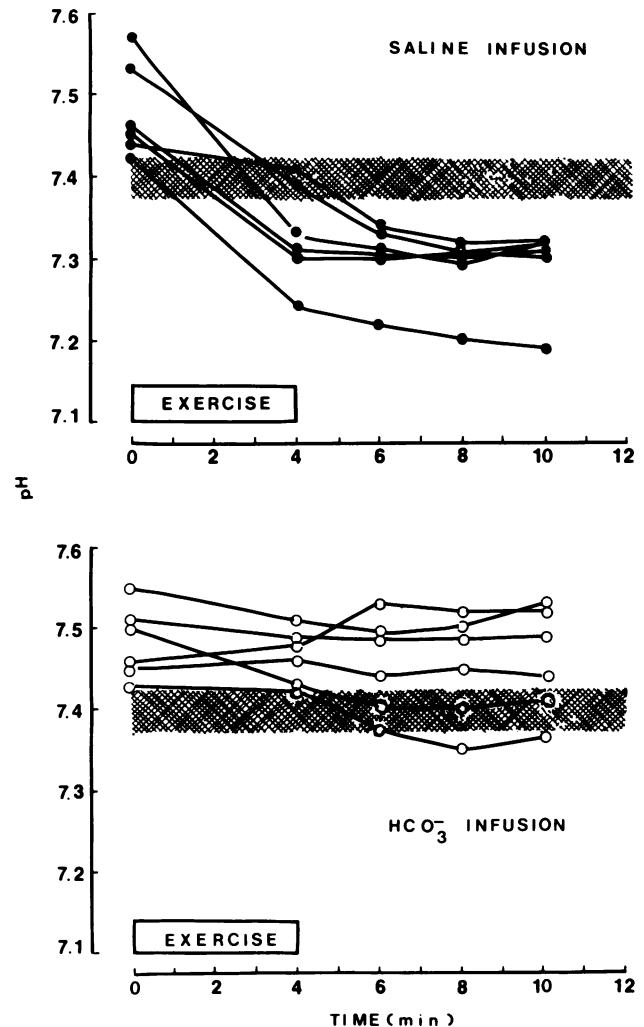 7.6
SALINE INFUSION
7.5
7.4
7.3
7.2
EXERCISE
7.1
0 2 4 6 8 10 12
pH
7.6
7.5
7.4
7.3
HCO₃⁻ INFUSION
7.2
EXERCISE
7.1
0 2 4 6 8 10 12
TIME (min)